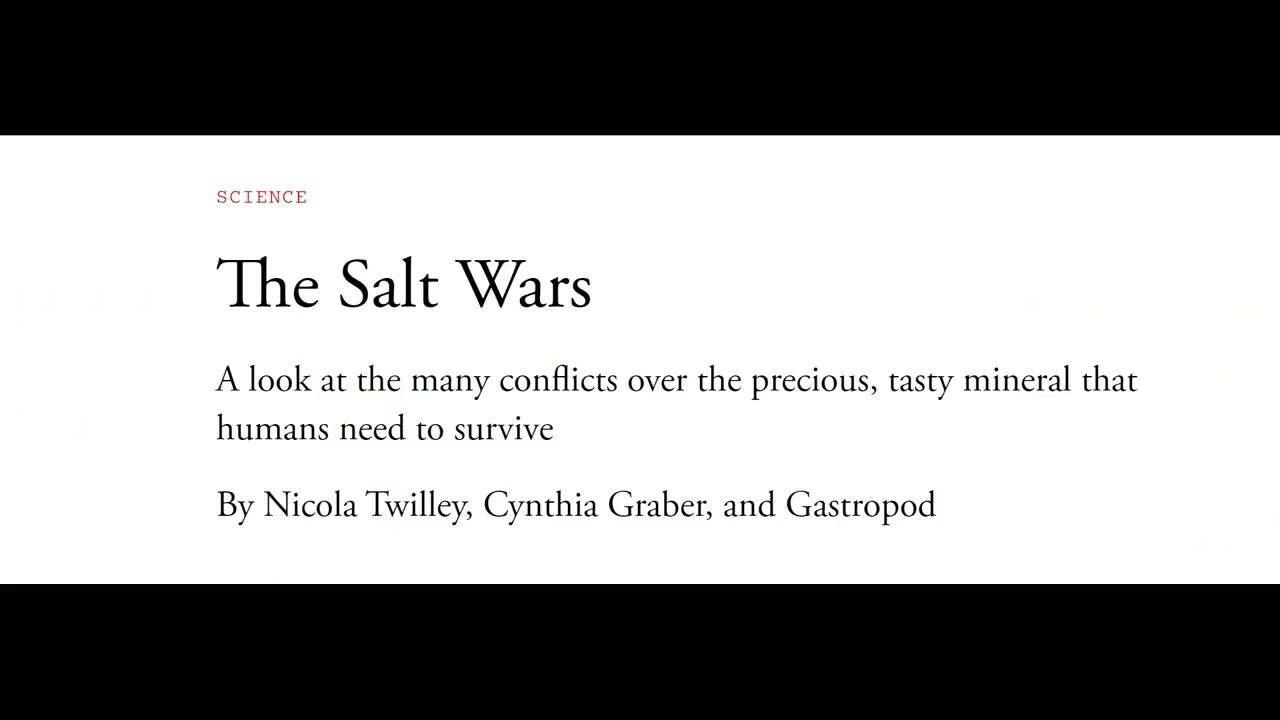 SCIENCE
The Salt Wars
A look at the many conflicts over the precious, tasty mineral that
humans need to survive
By Nicola Twilley, Cynthia Graber, and Gastropod